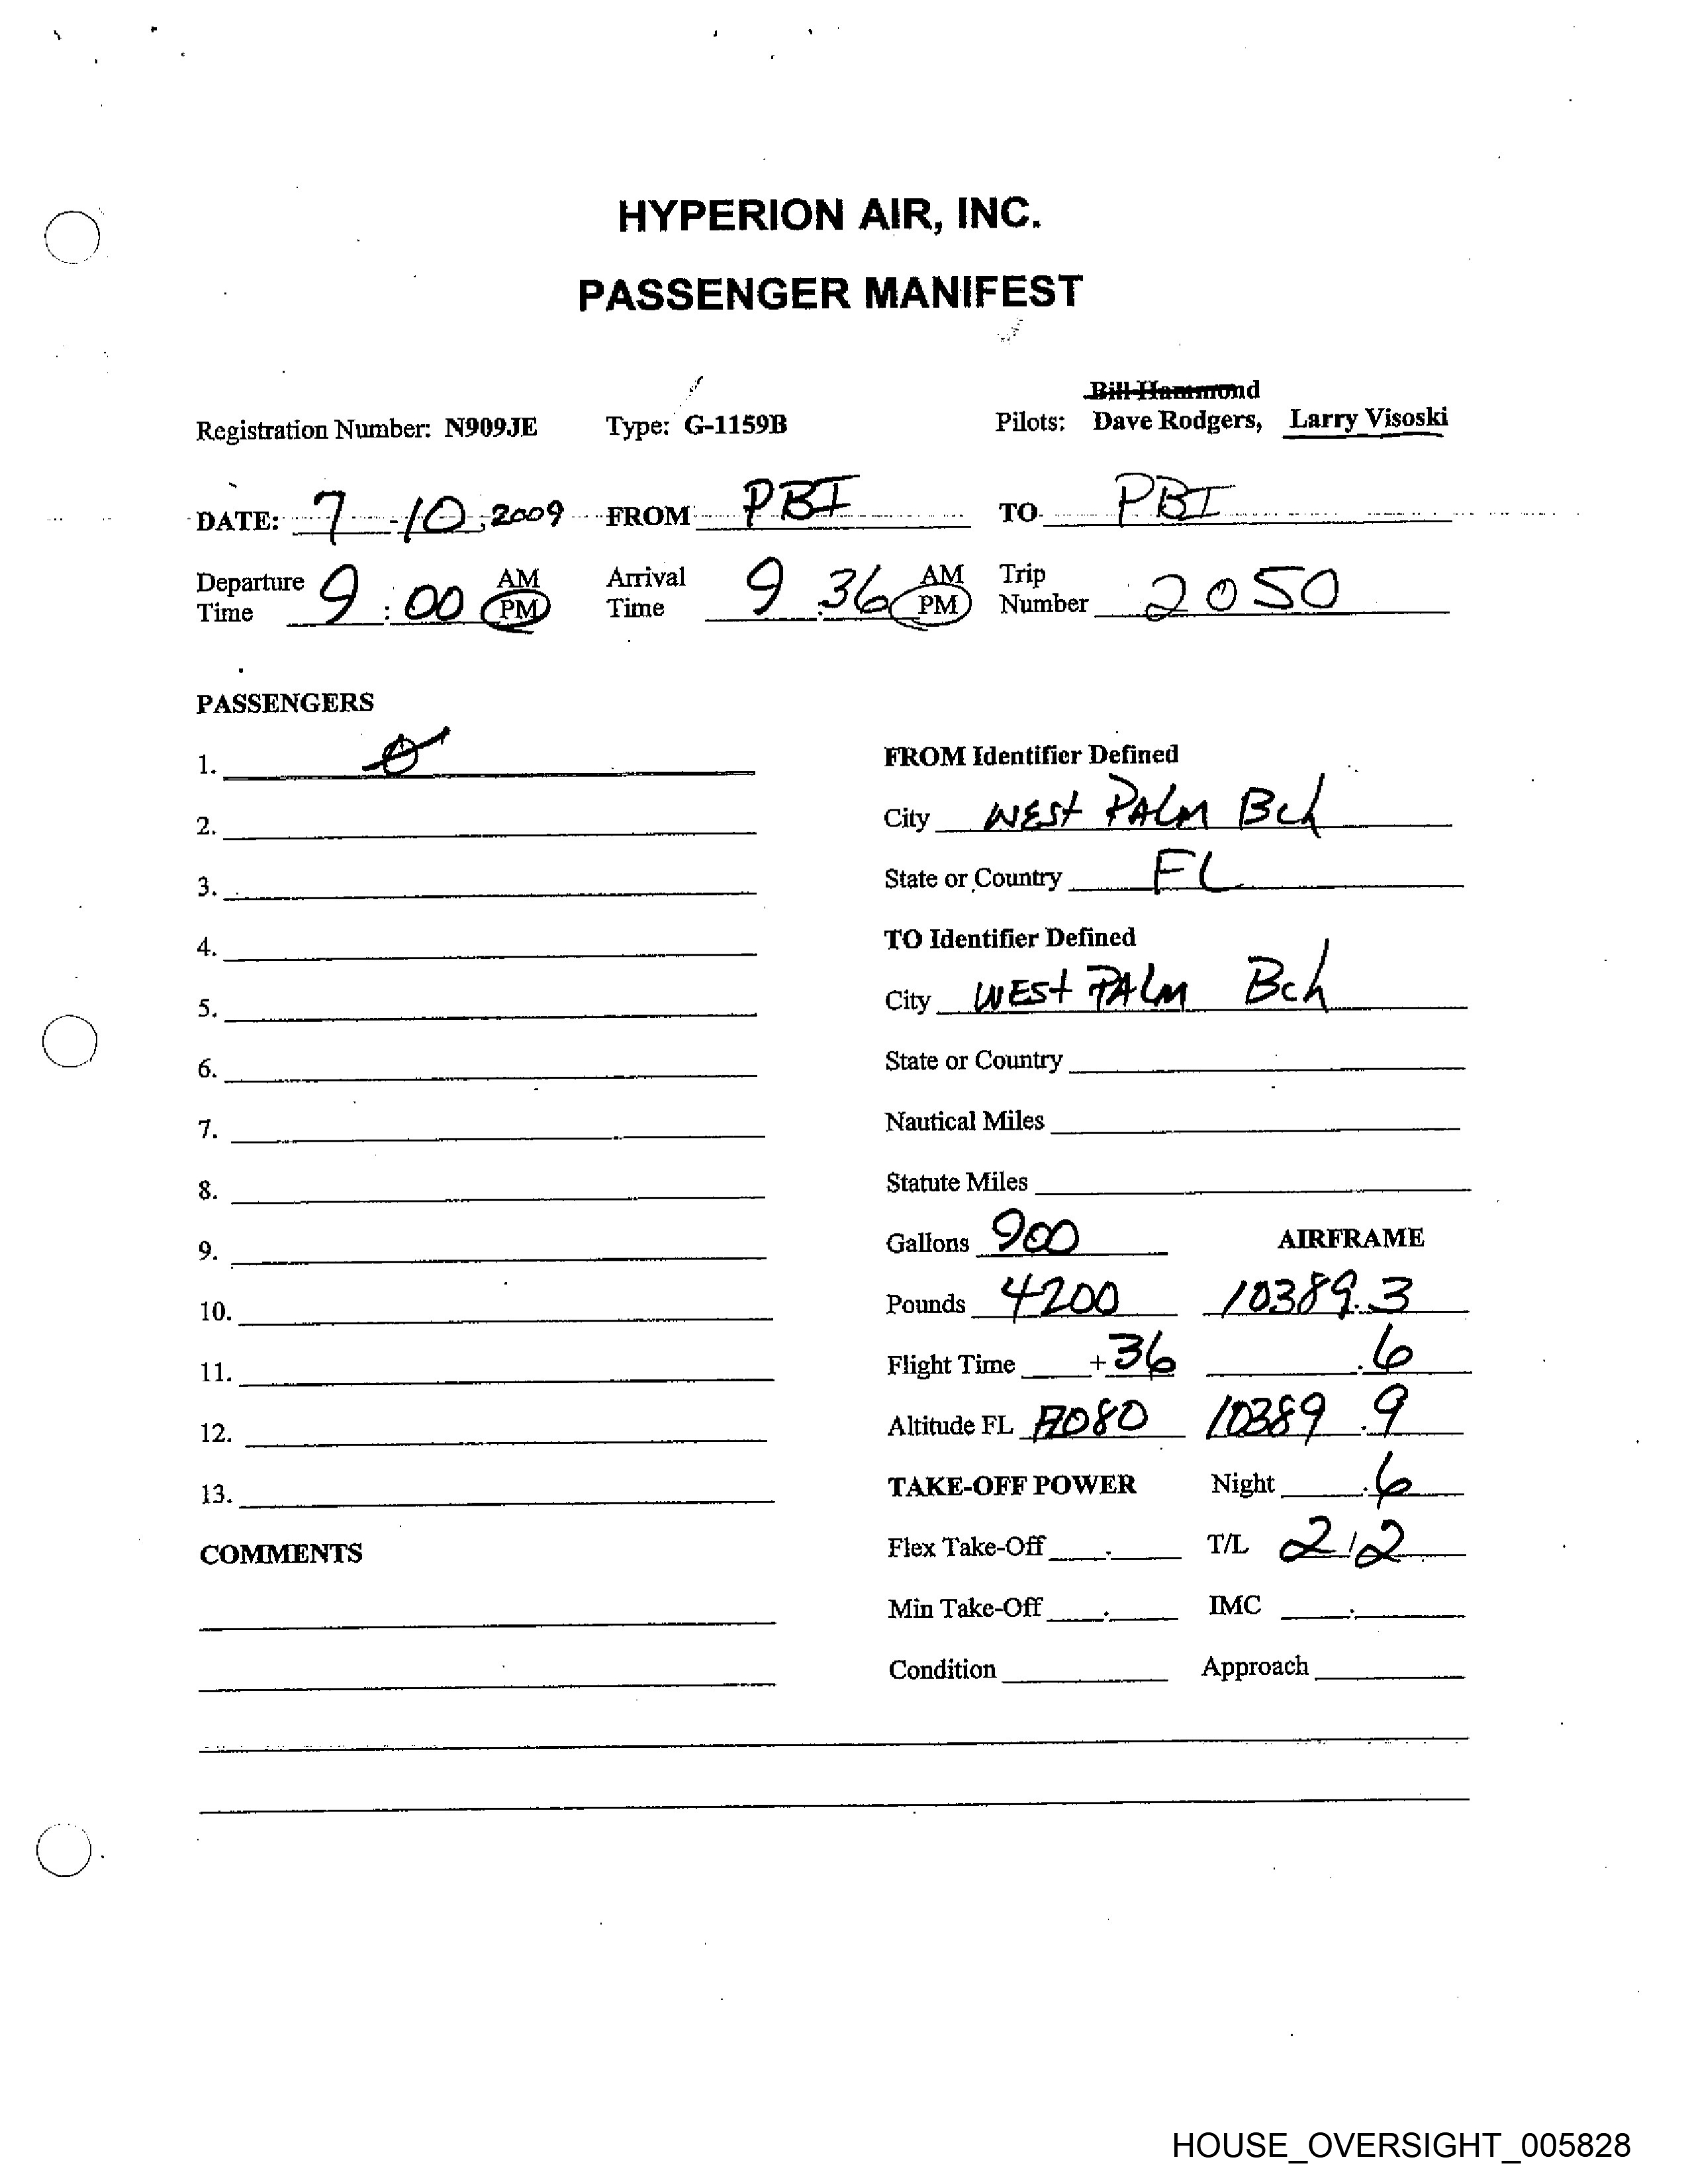 HYPERION AIR, INC.
PASSENGER MANIFEST
Bill Hammond
Registration Number: N909JE Type: G-1159B Pilots: Dave Rodgers, Larry Visoski
DATE: 7-10, 2009 FROM PBI TO PBI
Departure Time 9:00 AM PM Arrival Time 9:36 AM PM Trip Number 2050
PASSENGERS
1. Ø
2.
3.
4.
5.
6.
7.
8.
9.
10.
11.
12.
13.
COMMENTS
FROM Identifier Defined
City WEST PALM Bch
State or Country FL
TO Identifier Defined
City WEST PALM Bch
State or Country
Nautical Miles
Statute Miles
Gallons 900 AIRFRAME
Pounds 4200 10389.3
Flight Time +36 .6
Altitude FL 080 10389.9
TAKE-OFF POWER Night .6
Flex Take-Off . T/L 2/2
Min Take-Off . IMC .
Condition Approach
HOUSE_OVERSIGHT_005828